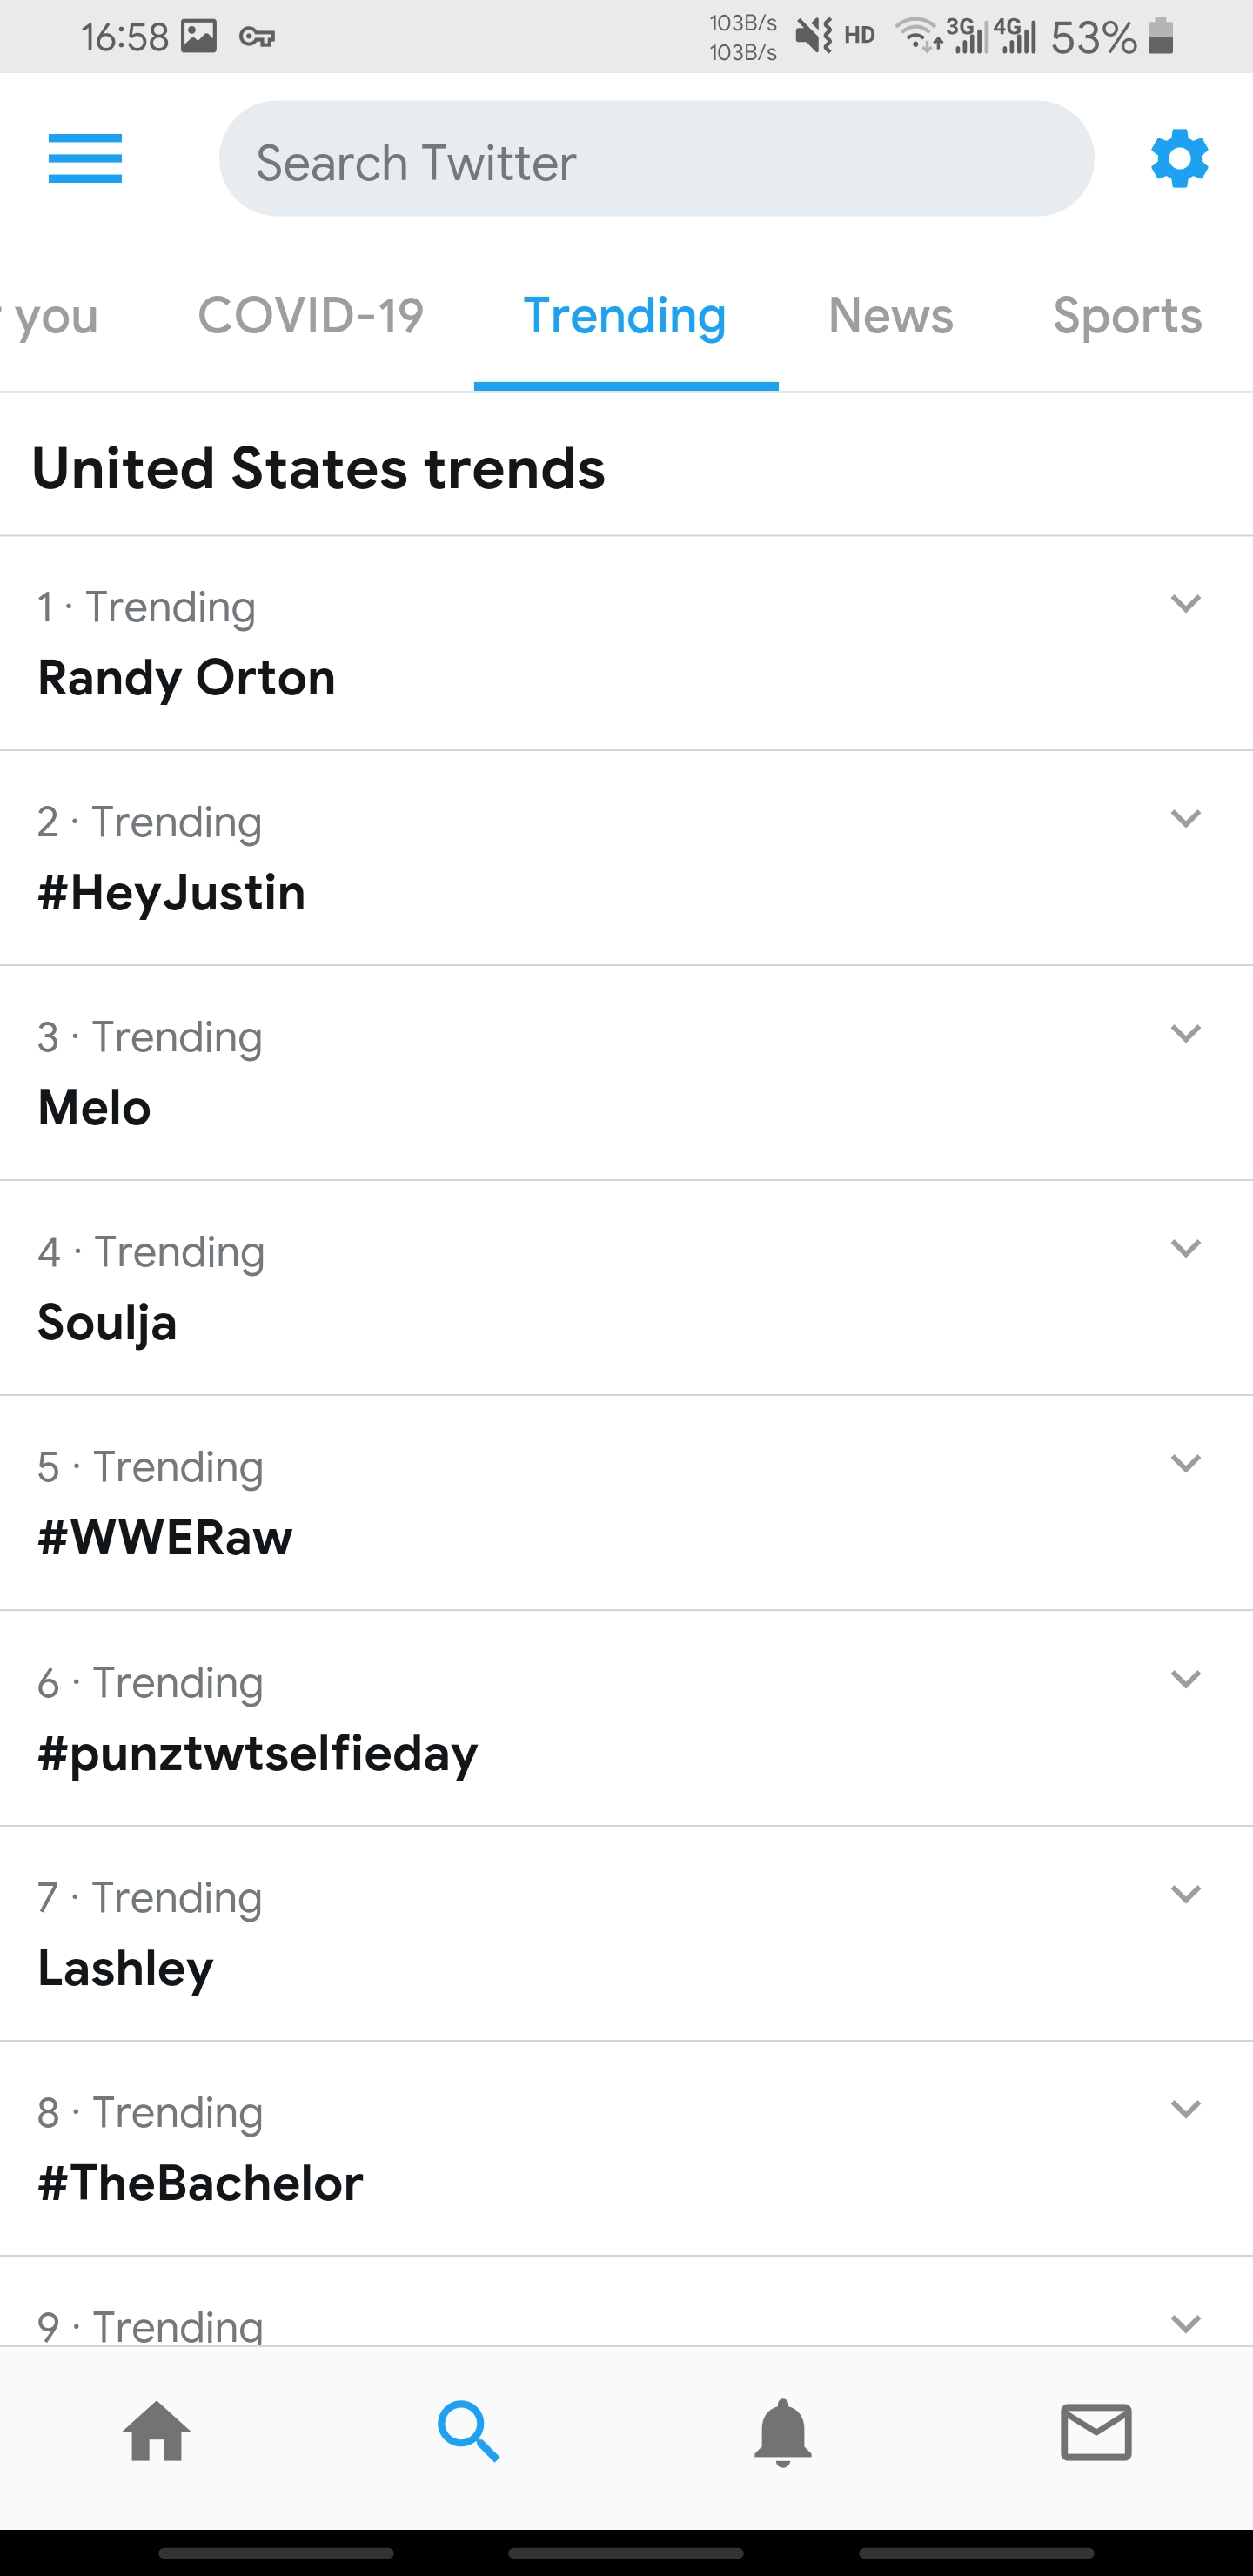 16:58
103B/s
103B/s
HD
3G
4G
53%
Search Twitter
you
COVID-19
Trending
News
Sports
United States trends
1 · Trending
Randy Orton
2 · Trending
#HeyJustin
3 · Trending
Melo
4 · Trending
Soulja
5 · Trending
#WWERaw
6 · Trending
#punztwtselfieday
7 · Trending
Lashley
8 · Trending
#TheBachelor
9 · Trending